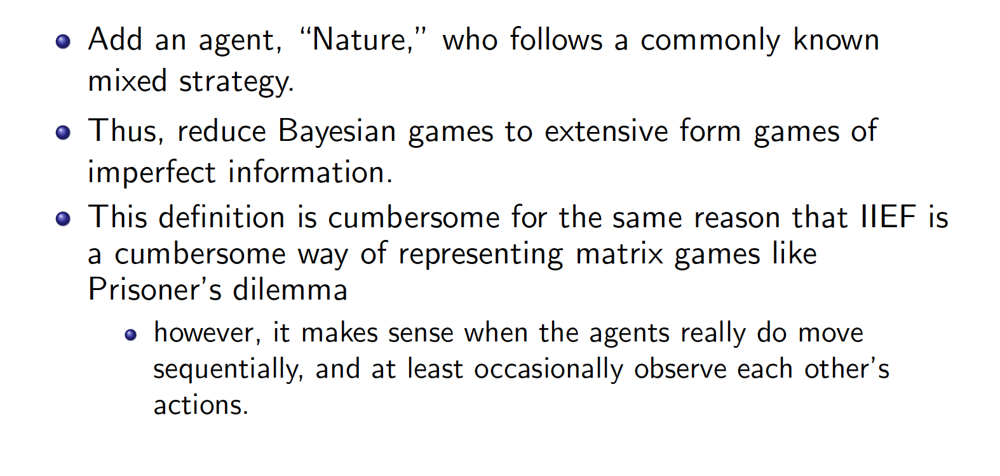 Add an agent, “Nature,” who follows a commonly known
mixed strategy.
Thus, reduce Bayesian games to extensive form games of
imperfect information.
This definition is cumbersome for the same reason that IIEF is
a cumbersome way of representing matrix games like
Prisoner’s dilemma
however, it makes sense when the agents really do move
sequentially, and at least occasionally observe each other’s
actions.